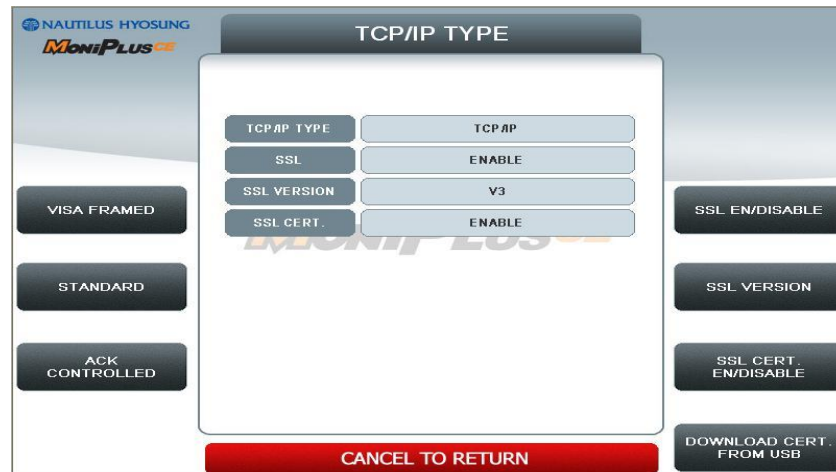 NAUTILUS HYOSUNG
MoniPlusCE
TCP/IP TYPE
TCP/IP TYPE
TCP/IP
SSL
ENABLE
SSL VERSION
V3
SSL CERT.
ENABLE
MoniPlusCE
VISA FRAMED
STANDARD
ACK
CONTROLLED
SSL EN/DISABLE
SSL VERSION
SSL CERT.
EN/DISABLE
DOWNLOAD CERT.
FROM USB
CANCEL TO RETURN